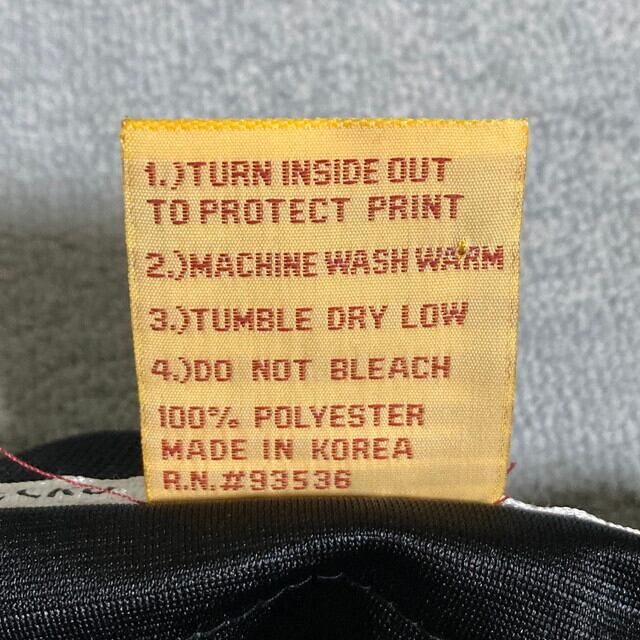 1.)TURN INSIDE OUT
TO PROTECT PRINT
2.)MACHINE WASH WARM
3.)TUMBLE DRY LOW
4.)DO NOT BLEACH
100% POLYESTER
MADE IN KOREA
R.N.#93536